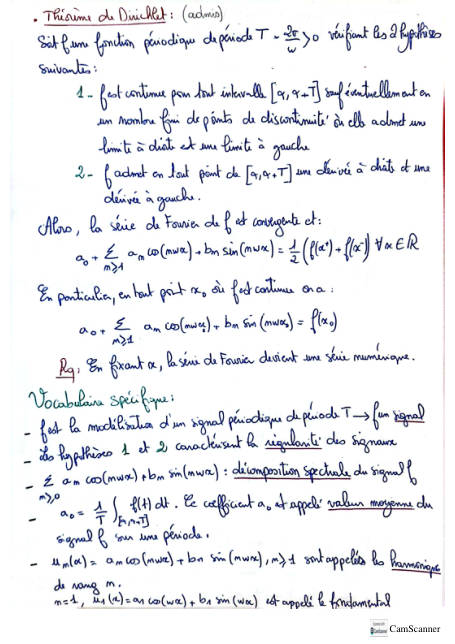 . Théorème de Dirichlet : (admis)
Soit f une fonction périodique de période T = 2π/ω > 0 vérifiant les 2 hypothèses
suivantes :
1 - f est continue pour tout intervalle [α, α+T] sauf éventuellement en
un nombre fini de points de discontinuité où elle admet une
limite à droite et une limite à gauche
2 - f admet en tout point de [α, α+T] une dérivée à droite et une
dérivée à gauche.
Alors, la série de Fourier de f est convergente et :
a₀ + Σ n≥1 an cos(nωx) + bn sin(nωx) = 1/2 (f(x⁺) + f(x⁻)) ∀x∈ℝ
En particulier, en tout point x₀ où f est continue on a :
a₀ + Σ n≥1 an cos(nωx) + bn sin(nωx) = f(x₀)
Rq : En fixant x, la série de Fourier devient une série numérique.
Vocabulaire spécifique :
- f est la modélisation d'un signal périodique de période T → f un signal
- Les hypothèses 1 et 2 caractérisent la régularité des signaux
- Σ n≥0 an cos(nωx) + bn sin(nωx) : décomposition spectrale du signal f
- a₀ = 1/T ∫ [α, α+T] f(t) dt. Ce coefficient a₀ est appelé valeur moyenne du
signal f sur une période.
- un(x) = an cos(nωx) + bn sin(nωx), n≥1 sont appelés les harmoniques
de rang n.
n=1, u₁(x) = a₁ cos(ωx) + b₁ sin(ωx) est appelé le fondamental
CamScanner